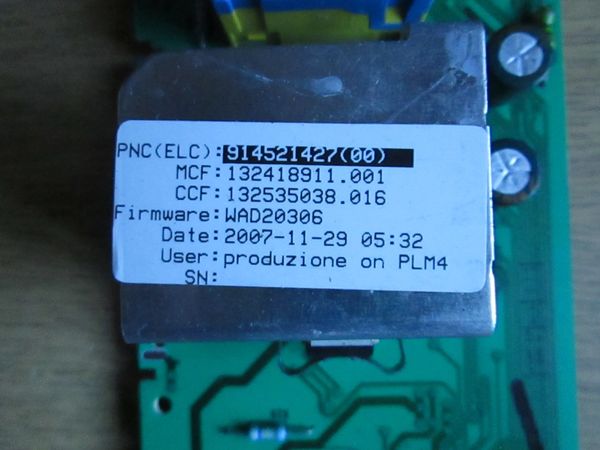 PNC(ELC):914521427(00)
MCF:132418911.001
CCF:132535038.016
Firmware:WAD20306
Date:2007-11-29 05:32
User:produzione on PLM4
SN: